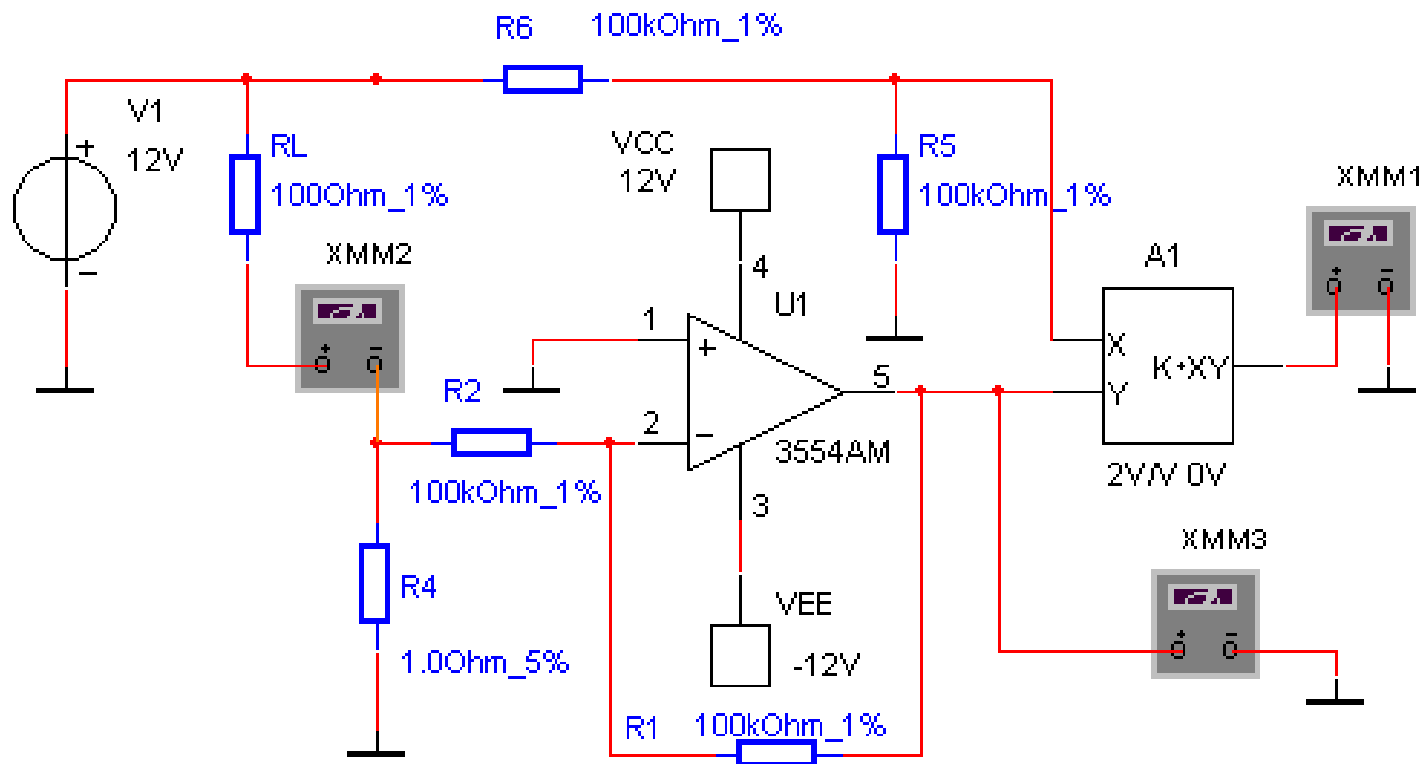 R6 100kOhm_1%
V1
12V
+
−
RL
100Ohm_1%
VCC
12V
R5
100kOhm_1%
XMM1
+ −
XMM2
+ −
4
A1
U1
1
+
X
K*XY
Y
5
R2
2
−
3554AM
100kOhm_1%
3
2V/V 0V
XMM3
+ −
R4
1.0Ohm_5%
VEE
-12V
R1 100kOhm_1%